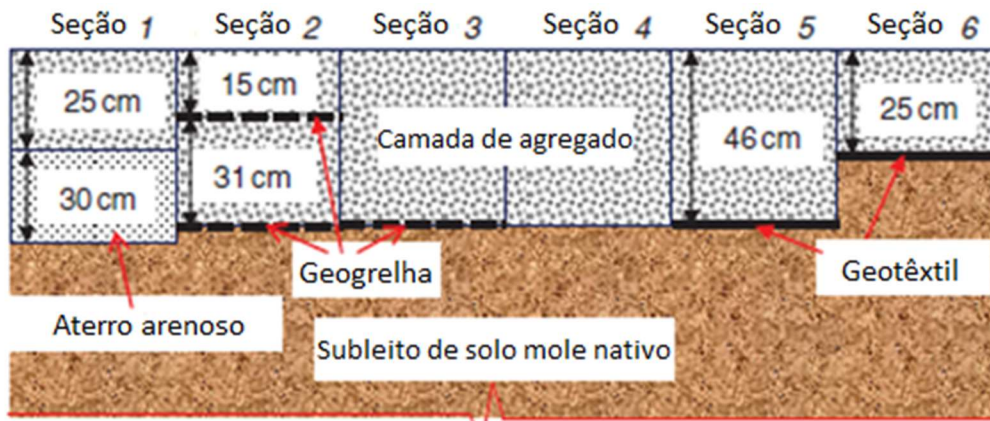 Seção 1 Seção 2 Seção 3 Seção 4 Seção 5 Seção 6
25 cm
15 cm
Camada de agregado
46 cm
25 cm
30 cm
31 cm
Geogrelha
Geotêxtil
Aterro arenoso
Subleito de solo mole nativo